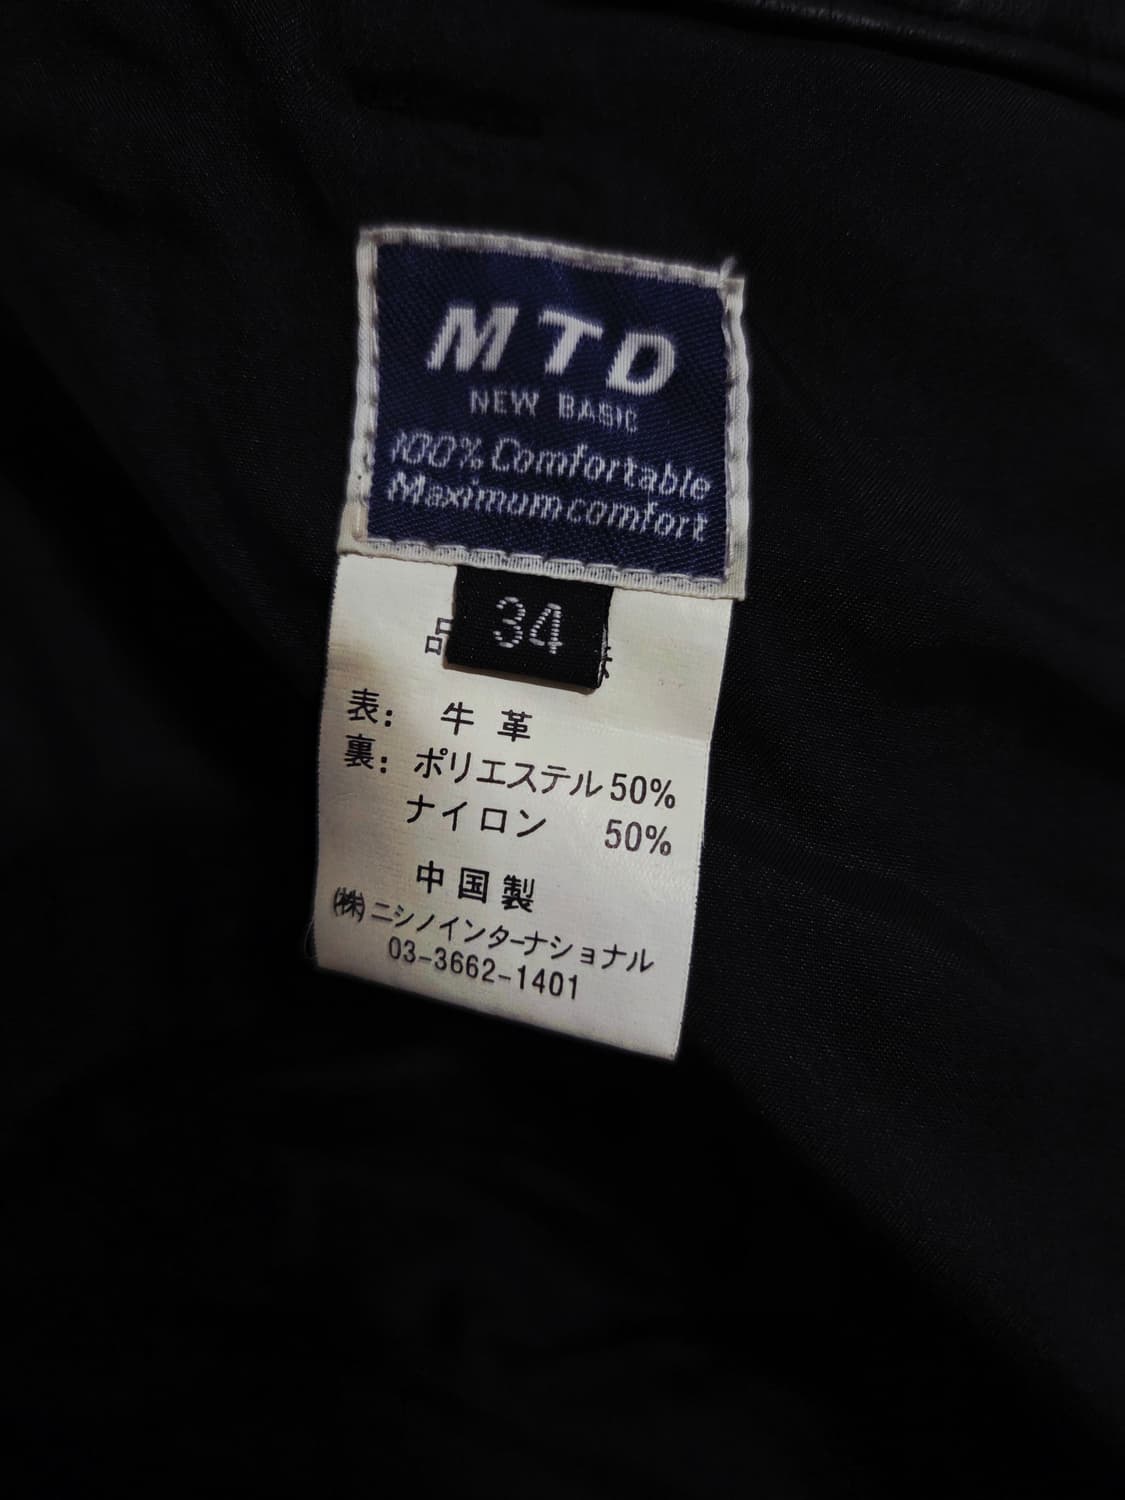 MTD
NEW BASIC
100% Comfortable
Maximum comfort
34
品
表: 牛革
裏: ポリエステル 50%
ナイロン 50%
中国製
(株)ニシノインターナショナル
03-3662-1401